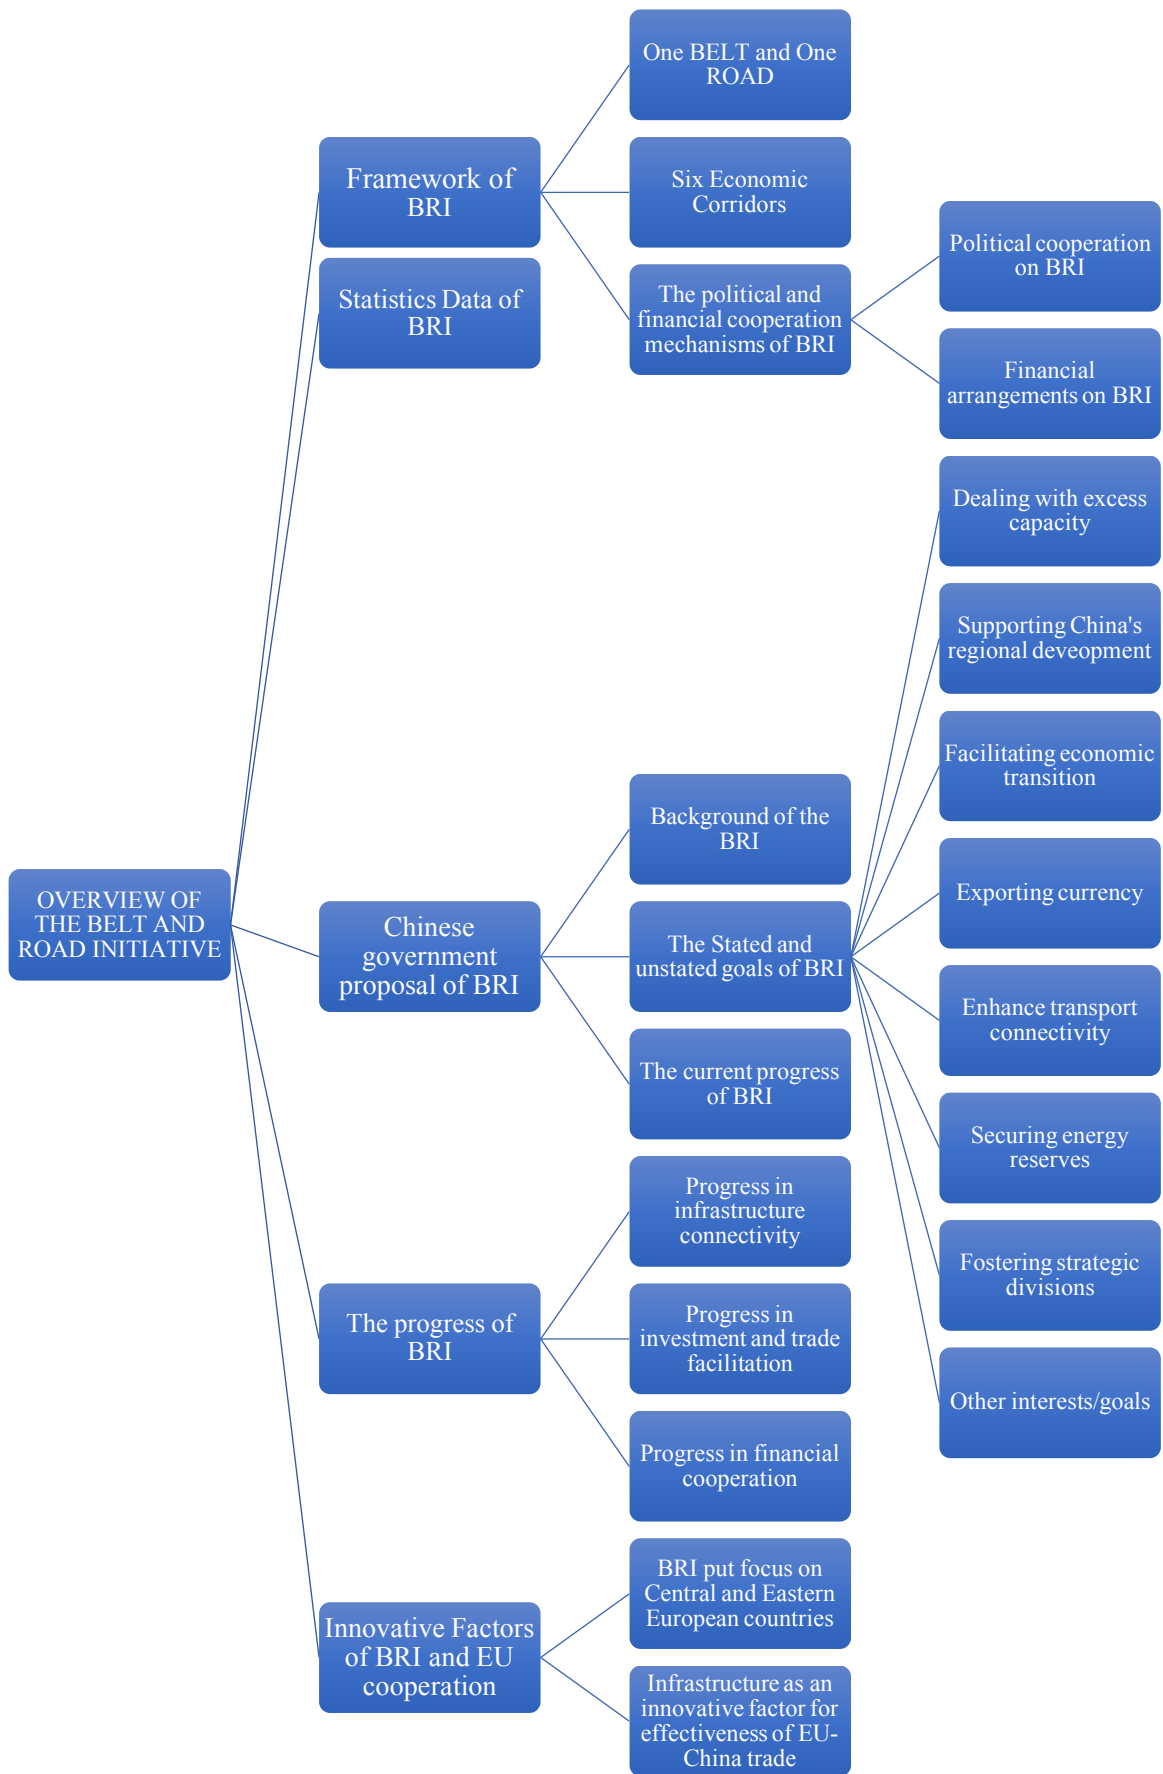 OVERVIEW OF
THE BELT AND
ROAD INITIATIVE
Framework of
BRI
One BELT and One
ROAD
Six Economic
Corridors
The political and
financial cooperation
mechanisms of BRI
Political cooperation
on BRI
Financial
arrangements on BRI
Statistics Data of
BRI
Chinese
government
proposal of BRI
Background of the
BRI
The Stated and
unstated goals of BRI
Dealing with excess
capacity
Supporting China's
regional deveopment
Facilitating economic
transition
Exporting currency
Enhance transport
connectivity
Securing energy
reserves
Fostering strategic
divisions
Other interests/goals
The current progress
of BRI
The progress of
BRI
Progress in
infrastructure
connectivity
Progress in
investment and trade
facilitation
Progress in financial
cooperation
Innovative Factors
of BRI and EU
cooperation
BRI put focus on
Central and Eastern
European countries
Infrastructure as an
innovative factor for
effectiveness of EU-
China trade